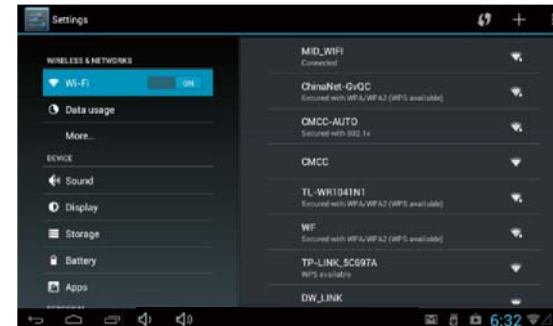 Settings
WIRELESS & NETWORKS
Wi-Fi ON
Data usage
More...
DEVICE
Sound
Display
Storage
Battery
Apps
MID_WIFI
Connected
ChinaNet-GvQC
Secured with WPA/WPA2 (WPS available)
CMCC-AUTO
Secured with 802.1x
CMCC
TL-WR1041N1
Secured with WPA/WPA2 (WPS available)
WF
Secured with WPA/WPA2 (WPS available)
TP-LINK_5C697A
WPS available
DW_LINK
6:32